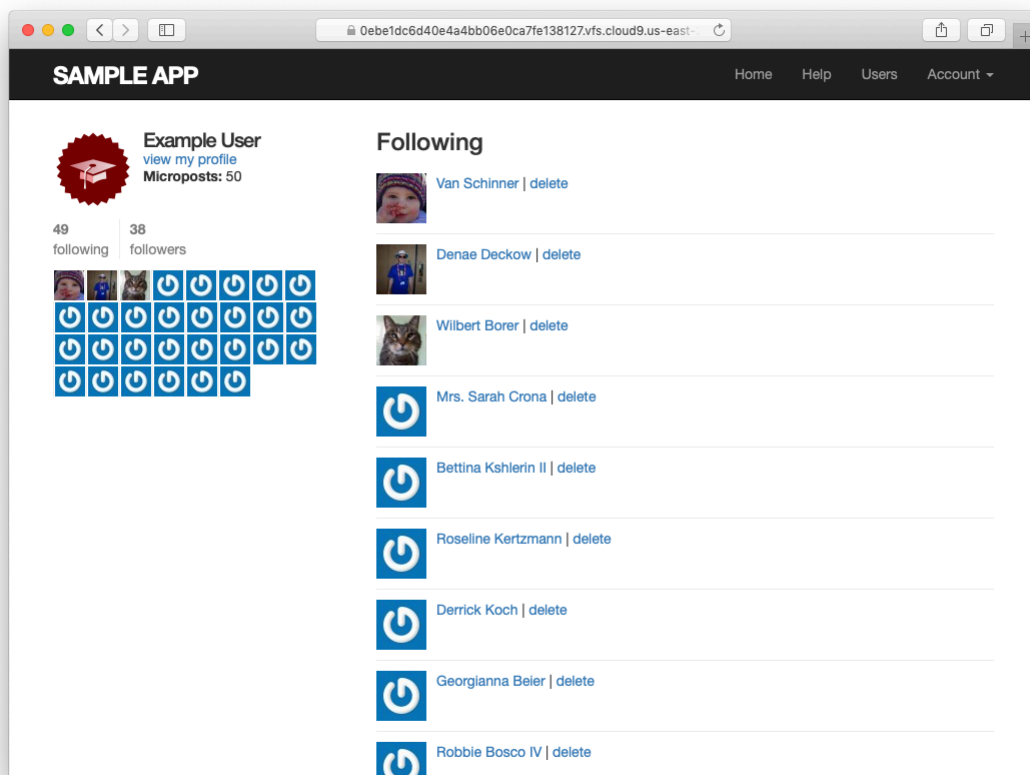 0ebe1dc6d40e4a4bb06e0ca7fe138127.vfs.cloud9.us-east-
SAMPLE APP
Home Help Users Account
Example User
view my profile
Microposts: 50
49 38
following followers
Following
Van Schinner | delete
Denae Deckow | delete
Wilbert Borer | delete
Mrs. Sarah Crona | delete
Bettina Kshlerin II | delete
Roseline Kertzmann | delete
Derrick Koch | delete
Georgianna Beier | delete
Robbie Bosco IV | delete